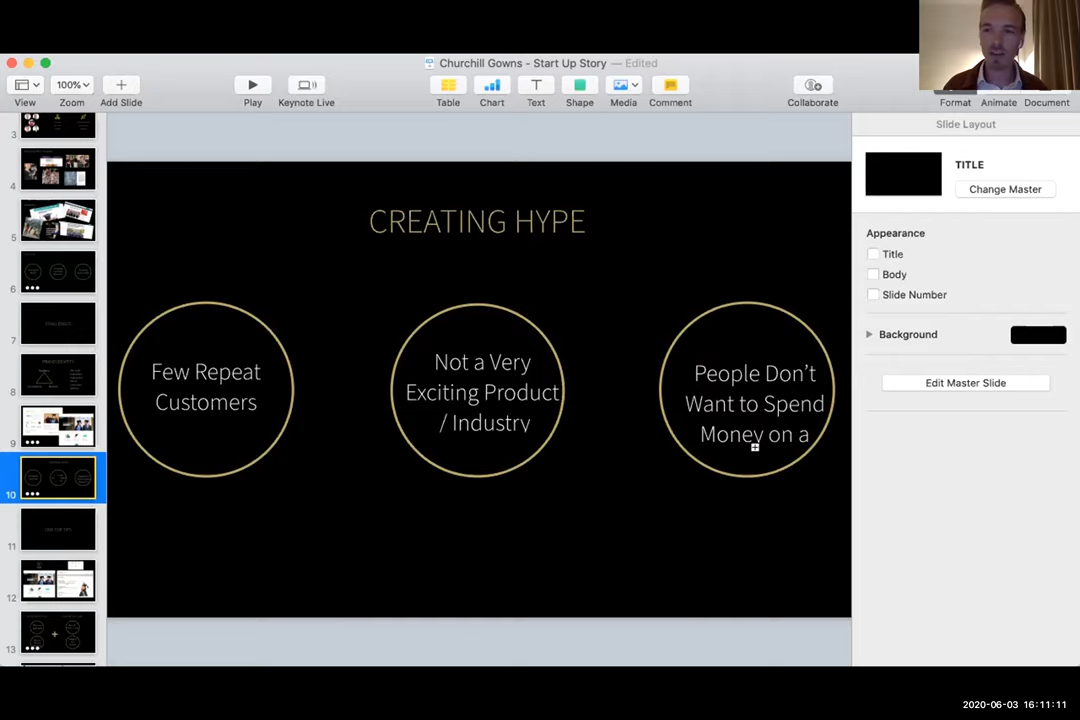 Churchill Gowns - Start Up Story — Edited
100%
View
Zoom
Add Slide
Play
Keynote Live
Table
Chart
Text
Shape
Media
Comment
Collaborate
Format
Animate
Document
Slide Layout
TITLE
Change Master
Appearance
Title
Body
Slide Number
Background
Edit Master Slide
3
4
5
6
7
8
9
10
11
12
13
CREATING HYPE
Few Repeat
Customers
Not a Very
Exciting Product
/ Industry
People Don’t
Want to Spend
Money on a
2020-06-03 16:11:11